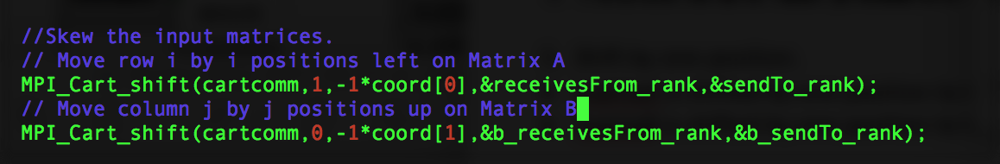 //Skew the input matrices.
// Move row i by i positions left on Matrix A
MPI_Cart_shift(cartcomm,1,-1*coord[0],&receivesFrom_rank,&sendTo_rank);
// Move column j by j positions up on Matrix B
MPI_Cart_shift(cartcomm,0,-1*coord[1],&b_receivesFrom_rank,&b_sendTo_rank);